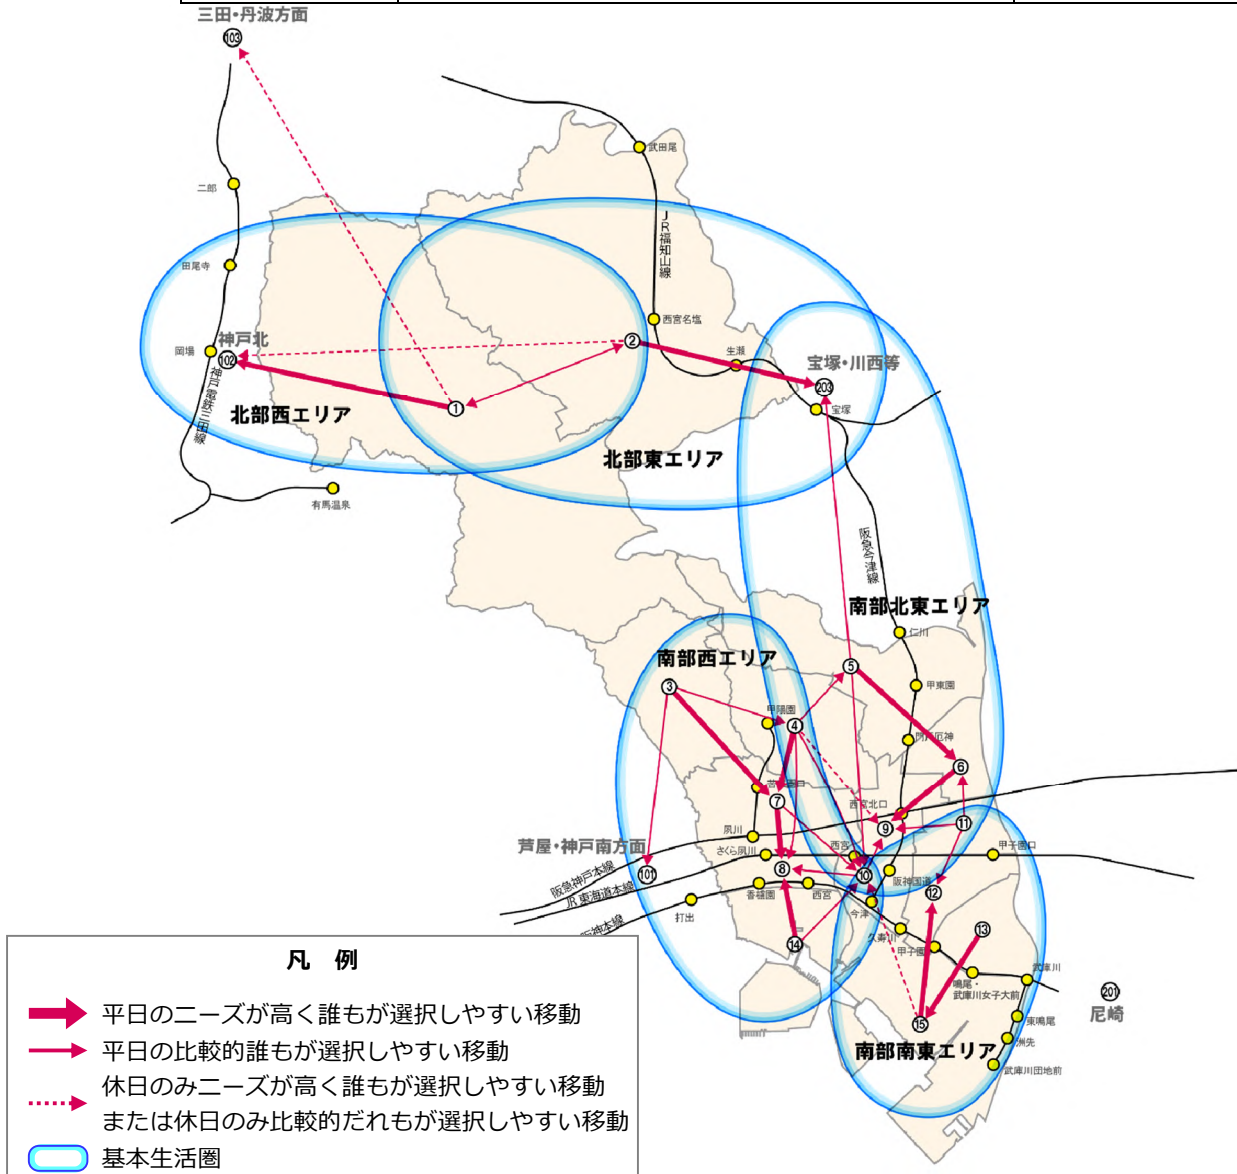 三田・丹波方面
103
武田尾
二郎
JR福知山線
田尾寺
西宮名塩
神戸北
岡場
102
2
生瀬
宝塚・川西等
203
宝塚
神戸電鉄三田線
北部西エリア
1
北部東エリア
有馬温泉
阪急今津線
南部北東エリア
仁川
南部西エリア
5
3
甲東園
甲陽園
4
門戸厄神
6
苦楽園口
7
西宮北口
9
11
夙川
芦屋・神戸南方面
さくら夙川
西宮
甲子園口
阪急神戸本線
101
8
10
阪神国道
JR東海道本線
香櫨園
西宮
12
打出
今津
阪神本線
久寿川
13
14
甲子園
武庫川
鳴尾・
武庫川女子大前
201
尼崎
15
東鳴尾
洲先
南部南東エリア
武庫川団地前
凡 例
平日のニーズが高く誰もが選択しやすい移動
平日の比較的誰もが選択しやすい移動
休日のみニーズが高く誰もが選択しやすい移動
または休日のみ比較的だれもが選択しやすい移動
基本生活圏